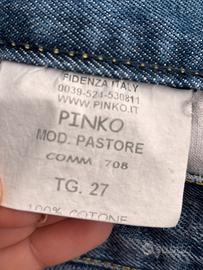 FIDENZA ITALY
0039-524-530811
WWW.PINKO.IT
PINKO
MOD. PASTORE
COMM 708
TG. 27
100% COTONE